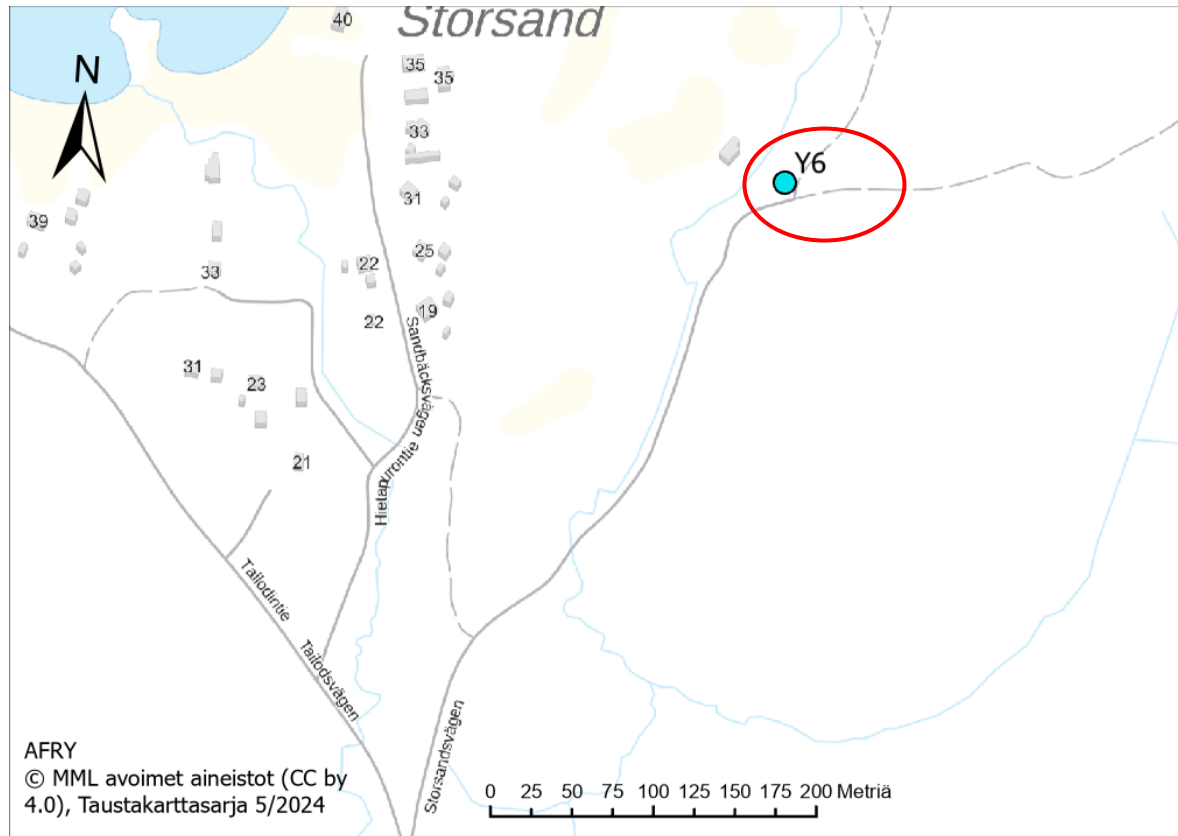 40
Storsand
N
35
35
33
Y6
31
39
25
22
33
19
22
Sandbäcksvägen
31
23
Hietapurontie
21
Tailodintie
Tailodsvägen
Storsandsvägen
AFRY
© MML avoimet aineistot (CC by
4.0), Taustakarttasarja 5/2024
0 25 50 75 100 125 150 175 200 Metriä